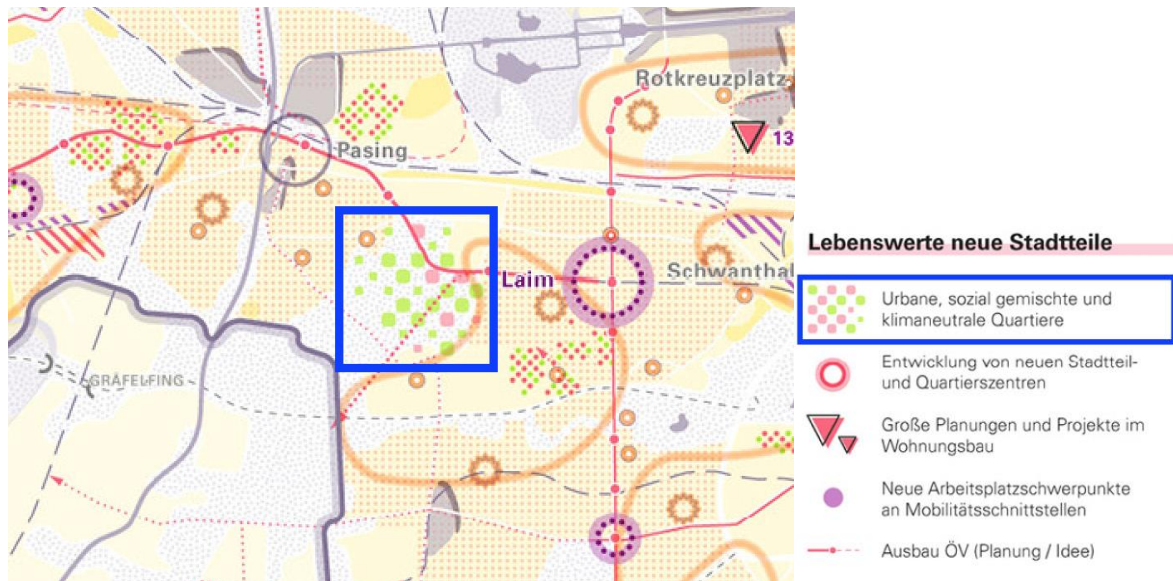 Rotkreuzplatz
13
Pasing
Laim
Schwanthal
GRÄFELFING
Lebenswerte neue Stadtteile
Urbane, sozial gemischte und
klimaneutrale Quartiere
Entwicklung von neuen Stadtteil-
und Quartierszentren
Große Planungen und Projekte im
Wohnungsbau
Neue Arbeitsplatzschwerpunkte
an Mobilitätsschnittstellen
Ausbau ÖV (Planung / Idee)